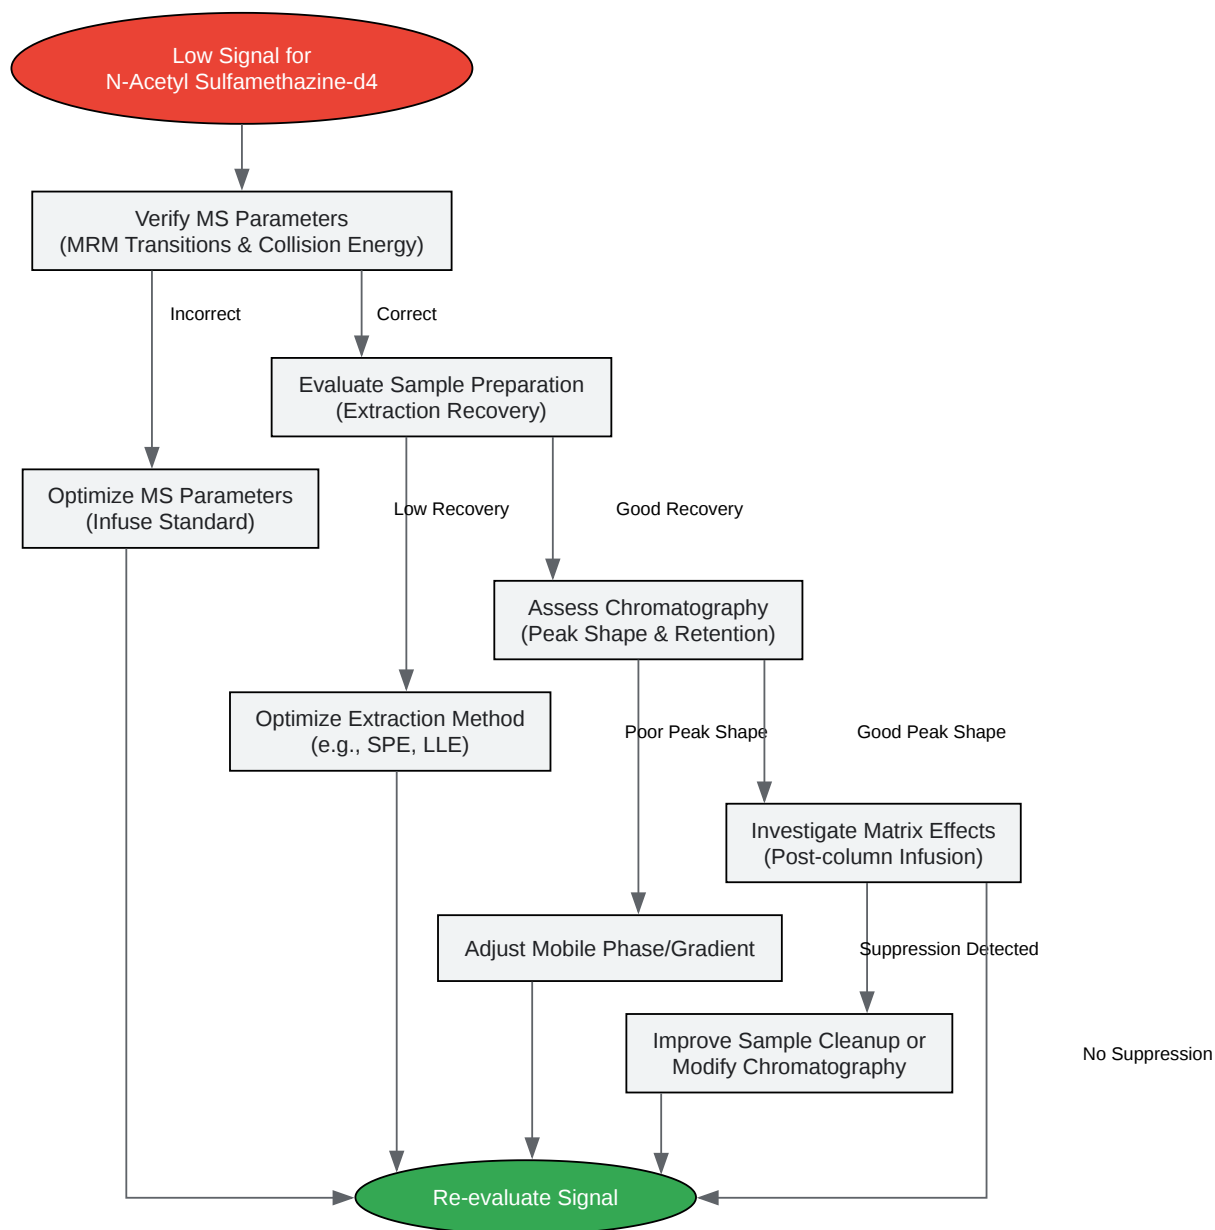 Low Signal for
N-Acetyl Sulfamethazine-d4
Verify MS Parameters
(MRM Transitions & Collision Energy)
Incorrect
Correct
Evaluate Sample Preparation
(Extraction Recovery)
Optimize MS Parameters
(Infuse Standard)
Low Recovery
Good Recovery
Assess Chromatography
(Peak Shape & Retention)
Optimize Extraction Method
(e.g., SPE, LLE)
Poor Peak Shape
Good Peak Shape
Investigate Matrix Effects
(Post-column Infusion)
Adjust Mobile Phase/Gradient
Suppression Detected
Improve Sample Cleanup or
Modify Chromatography
No Suppression
Re-evaluate Signal